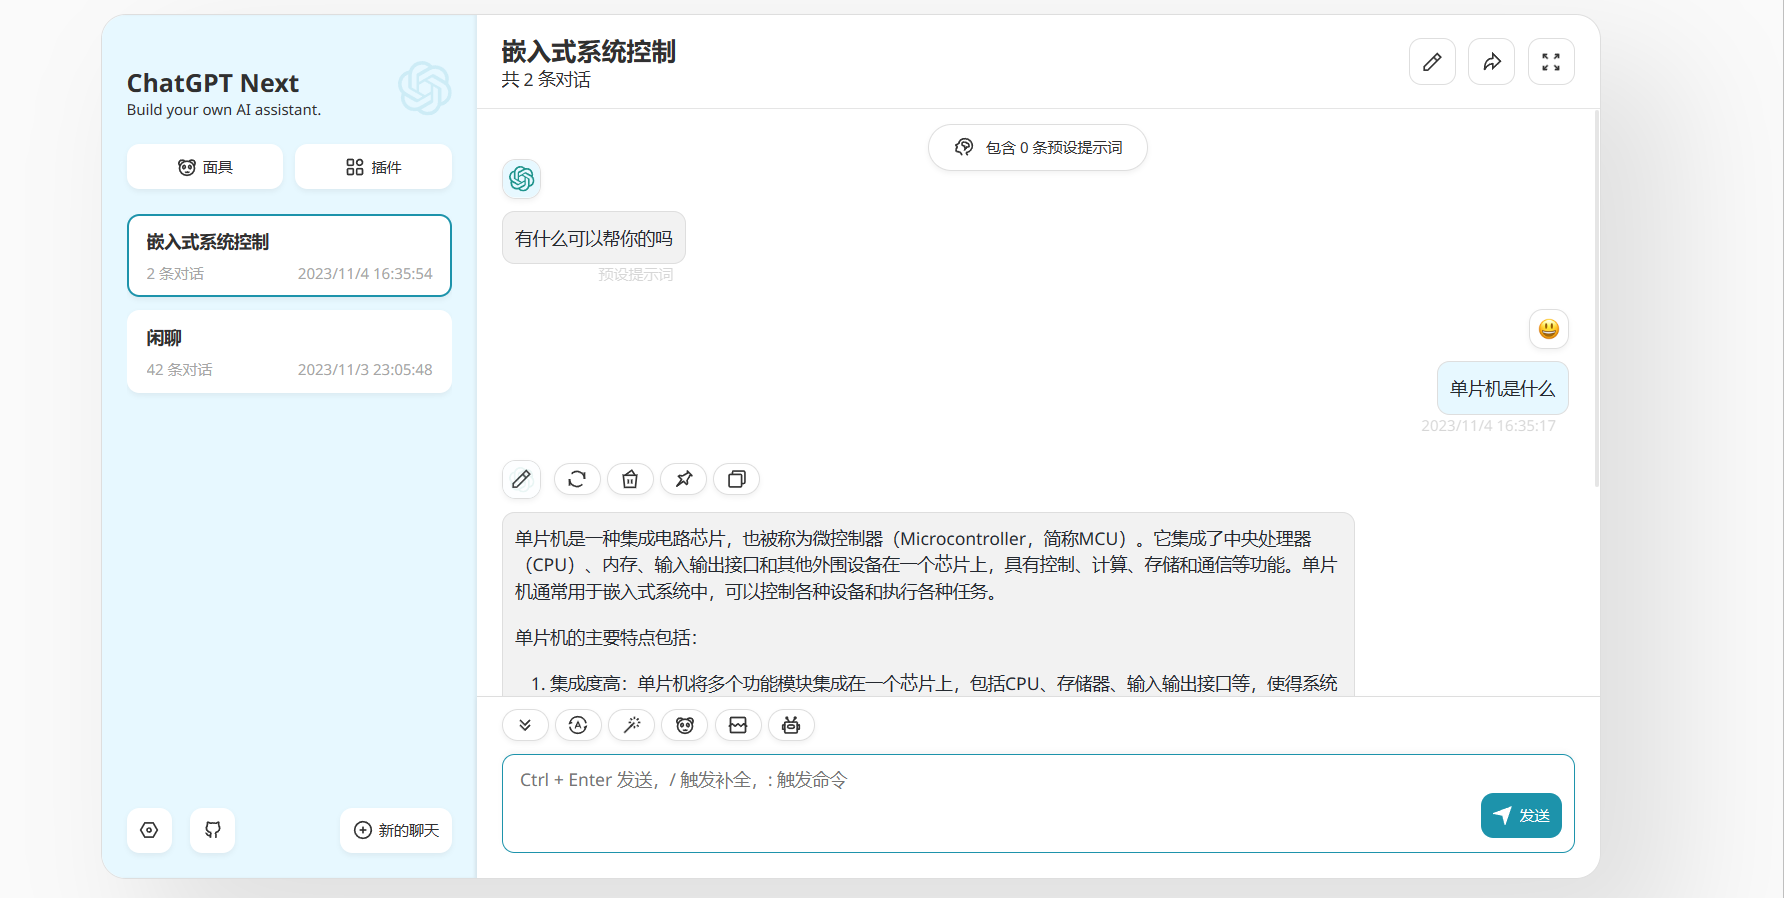 ChatGPT Next
Build your own AI assistant.
面具
插件
嵌入式系统控制
2 条对话
2023/11/4 16:35:54
闲聊
42 条对话
2023/11/3 23:05:48
新的聊天
嵌入式系统控制
共 2 条对话
包含 0 条预设提示词
有什么可以帮你的吗
预设提示词
单片机是什么
2023/11/4 16:35:17
单片机是一种集成电路芯片，也被称为微控制器（Microcontroller，简称MCU）。它集成了中央处理器
（CPU）、内存、输入输出接口和其他外围设备在一个芯片上，具有控制、计算、存储和通信等功能。单片
机通常用于嵌入式系统中，可以控制各种设备和执行各种任务。
单片机的主要特点包括：
1. 集成度高：单片机将多个功能模块集成在一个芯片上，包括CPU、存储器、输入输出接口等，使得系统
Ctrl + Enter 发送，/ 触发补全，: 触发命令
发送